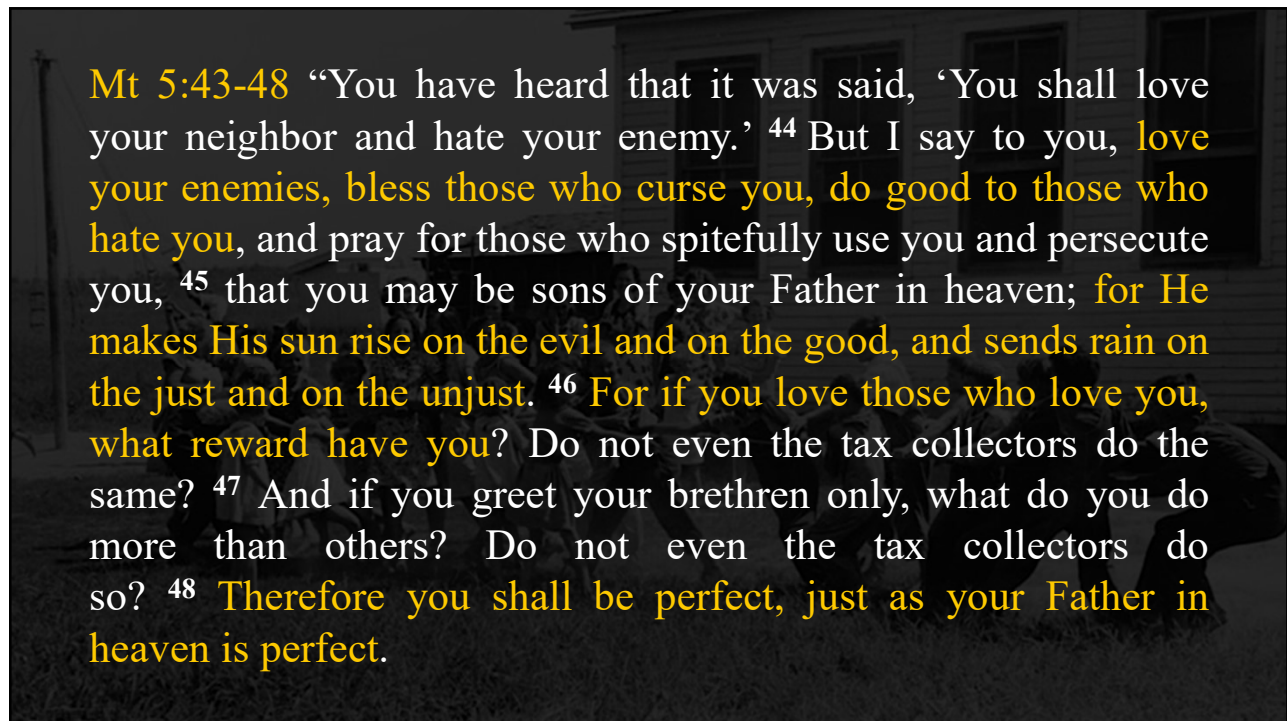 Mt 5:43-48 “You have heard that it was said, ‘You shall love
your neighbor and hate your enemy.’ 44 But I say to you, love
your enemies, bless those who curse you, do good to those who
hate you, and pray for those who spitefully use you and persecute
you, 45 that you may be sons of your Father in heaven; for He
makes His sun rise on the evil and on the good, and sends rain on
the just and on the unjust. 46 For if you love those who love you,
what reward have you? Do not even the tax collectors do the
same? 47 And if you greet your brethren only, what do you do
more than others? Do not even the tax collectors do
so? 48 Therefore you shall be perfect, just as your Father in
heaven is perfect.